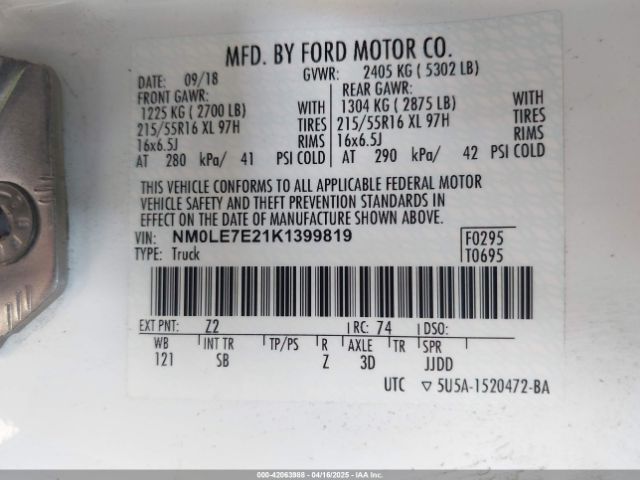 MFD. BY FORD MOTOR CO.
DATE: 09/18 GVWR: 2405 KG ( 5302 LB)
FRONT GAWR: REAR GAWR:
1225 KG ( 2700 LB) WITH 1304 KG ( 2875 LB) WITH
215/55R16 XL 97H TIRES 215/55R16 XL 97H TIRES
16x6.5J RIMS 16x6.5J RIMS
AT 280 kPa/ 41 PSI COLD AT 290 kPa/ 42 PSI COLD
THIS VEHICLE CONFORMS TO ALL APPLICABLE FEDERAL MOTOR
VEHICLE SAFETY AND THEFT PREVENTION STANDARDS IN
EFFECT ON THE DATE OF MANUFACTURE SHOWN ABOVE.
VIN: NM0LE7E21K1399819 F0295
TYPE: Truck T0695
EXT PNT: Z2 RC: 74 DSO:
WB INT TR TP/PS R AXLE TR SPR
121 SB Z 3D JJDD
UTC ▽ 5U5A-1520472-BA
000-42063988 - 04/16/2025 - IAA Inc.